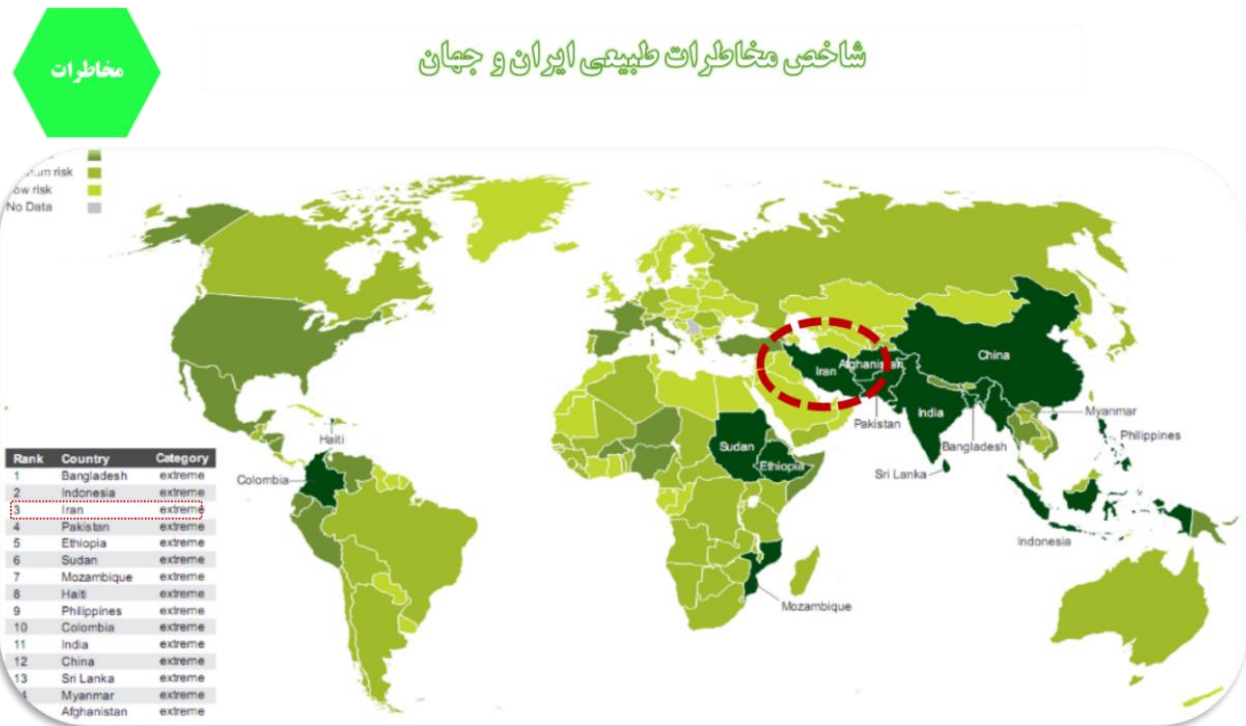 شاخص مخاطرات طبیعی ایران و جهان
مخاطرات
risk
risk
No Data
Iran
Afghanistan
China
India
Pakistan
Bangladesh
Myanmar
Philippines
Sri Lanka
Indonesia
Sudan
Ethiopia
Mozambique
Haiti
Colombia
Rank Country Category
1 Bangladesh extreme
2 Indonesia extreme
3 Iran extreme
4 Pakistan extreme
5 Ethiopia extreme
6 Sudan extreme
7 Mozambique extreme
8 Haiti extreme
9 Philippines extreme
10 Colombia extreme
11 India extreme
12 China extreme
13 Sri Lanka extreme
Myanmar extreme
Afghanistan extreme